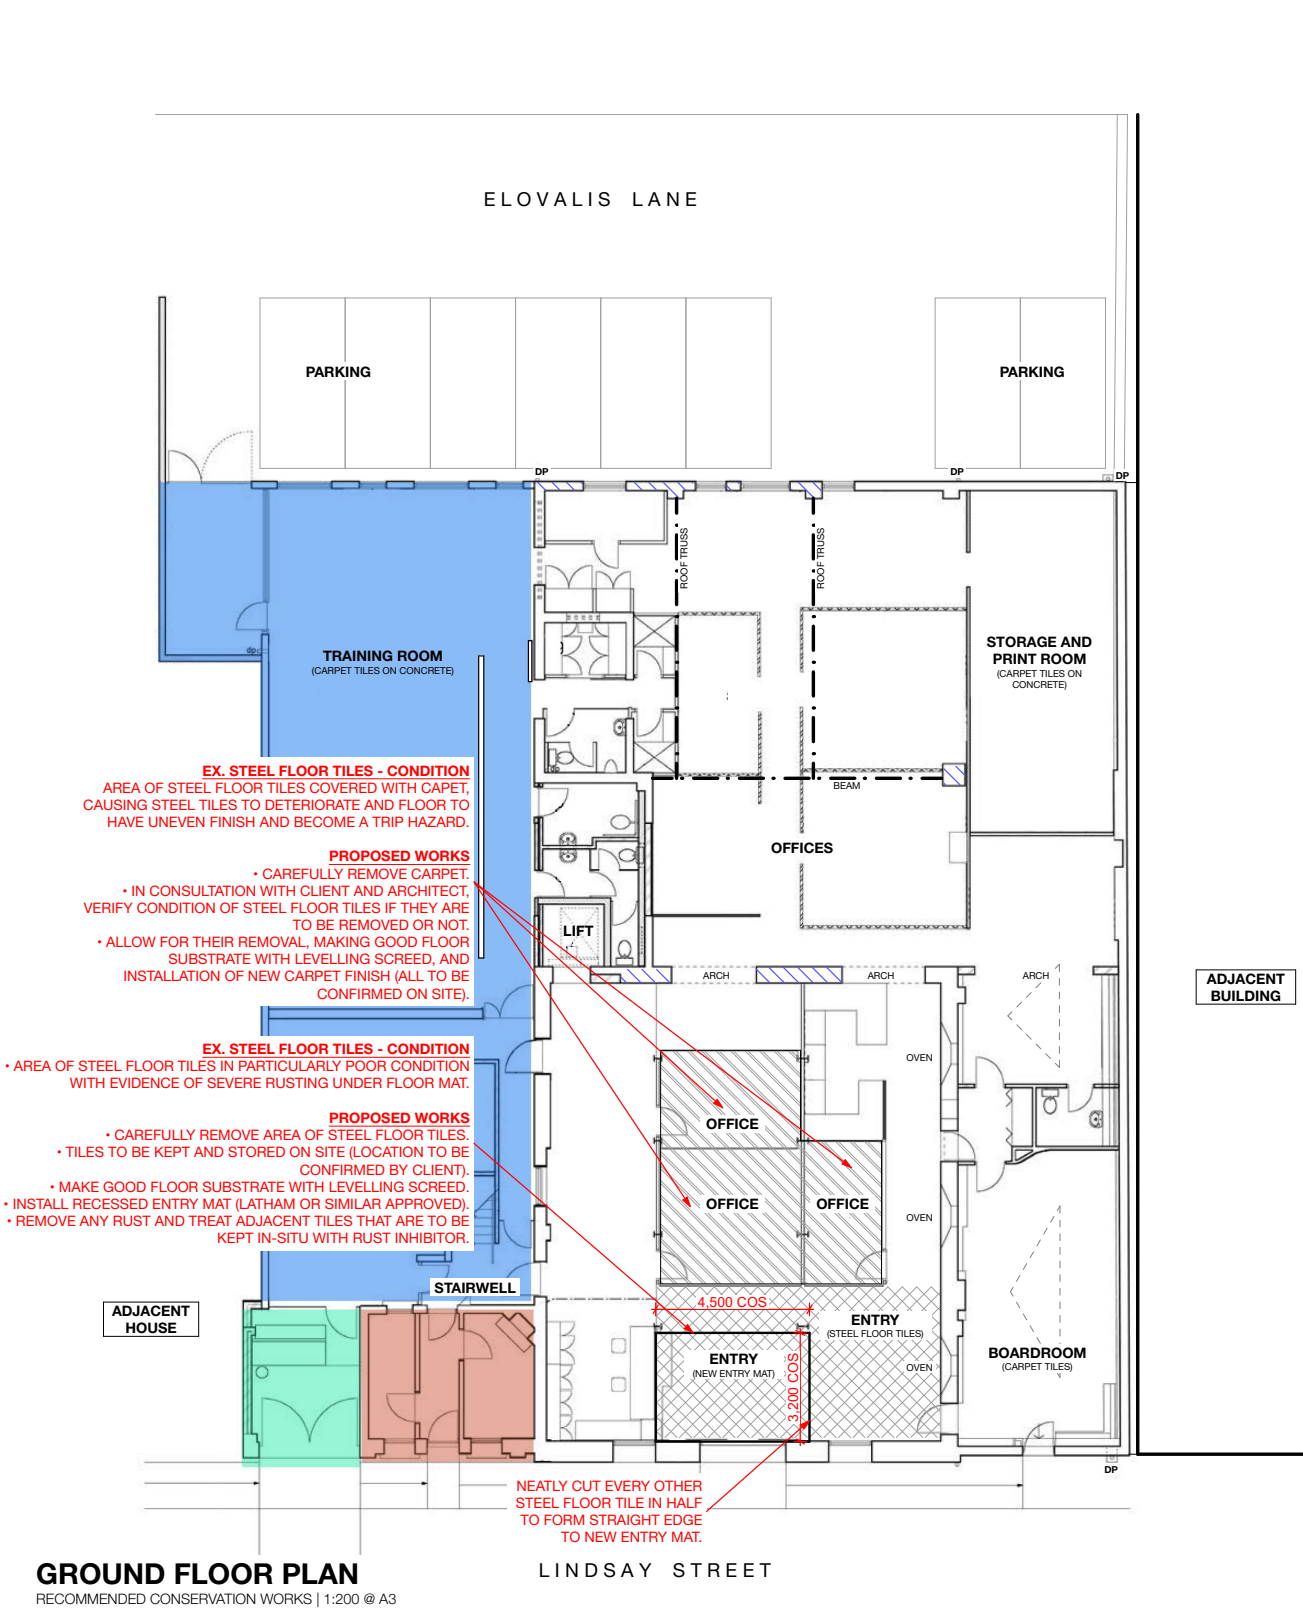 ELOVALIS LANE
PARKING
PARKING
DP
DP
DP
ROOF TRUSS
ROOF TRUSS
TRAINING ROOM
(CARPET TILES ON CONCRETE)
dp
STORAGE AND
PRINT ROOM
(CARPET TILES ON
CONCRETE)
BEAM
OFFICES
EX. STEEL FLOOR TILES - CONDITION
AREA OF STEEL FLOOR TILES COVERED WITH CAPET,
CAUSING STEEL TILES TO DETERIORATE AND FLOOR TO
HAVE UNEVEN FINISH AND BECOME A TRIP HAZARD.
PROPOSED WORKS
• CAREFULLY REMOVE CARPET.
• IN CONSULTATION WITH CLIENT AND ARCHITECT,
VERIFY CONDITION OF STEEL FLOOR TILES IF THEY ARE
TO BE REMOVED OR NOT.
• ALLOW FOR THEIR REMOVAL, MAKING GOOD FLOOR
SUBSTRATE WITH LEVELLING SCREED, AND
INSTALLATION OF NEW CARPET FINISH (ALL TO BE
CONFIRMED ON SITE).
LIFT
ARCH
ARCH
ARCH
ADJACENT
BUILDING
EX. STEEL FLOOR TILES - CONDITION
• AREA OF STEEL FLOOR TILES IN PARTICULARLY POOR CONDITION
WITH EVIDENCE OF SEVERE RUSTING UNDER FLOOR MAT.
PROPOSED WORKS
• CAREFULLY REMOVE AREA OF STEEL FLOOR TILES.
• TILES TO BE KEPT AND STORED ON SITE (LOCATION TO BE
CONFIRMED BY CLIENT).
• MAKE GOOD FLOOR SUBSTRATE WITH LEVELLING SCREED.
• INSTALL RECESSED ENTRY MAT (LATHAM OR SIMILAR APPROVED).
• REMOVE ANY RUST AND TREAT ADJACENT TILES THAT ARE TO BE
KEPT IN-SITU WITH RUST INHIBITOR.
OVEN
OFFICE
OFFICE
OFFICE
OVEN
STAIRWELL
ADJACENT
HOUSE
4,500 COS
ENTRY
(STEEL FLOOR TILES)
ENTRY
(NEW ENTRY MAT)
3,200 COS
OVEN
BOARDROOM
(CARPET TILES)
DP
NEATLY CUT EVERY OTHER
STEEL FLOOR TILE IN HALF
TO FORM STRAIGHT EDGE
TO NEW ENTRY MAT.
LINDSAY STREET
GROUND FLOOR PLAN
RECOMMENDED CONSERVATION WORKS | 1:200 @ A3